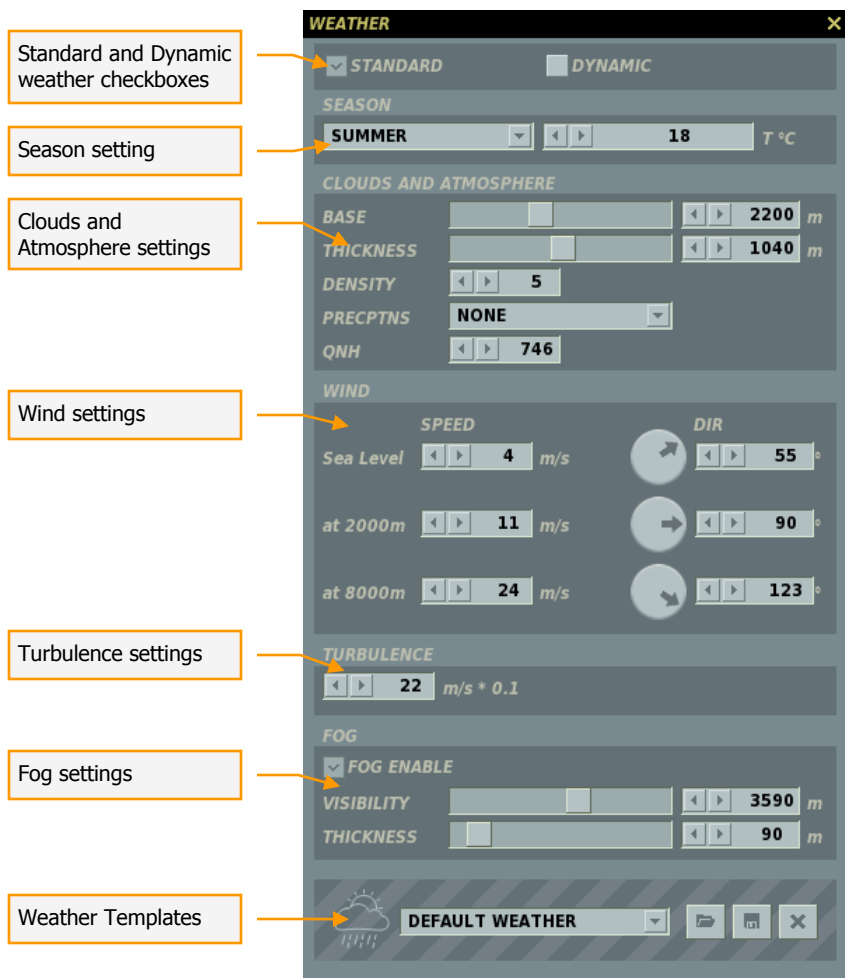 WEATHER
Standard and Dynamic
weather checkboxes
STANDARD DYNAMIC
SEASON
Season setting
SUMMER 18 T °C
CLOUDS AND ATMOSPHERE
Clouds and
Atmosphere settings
BASE 2200 m
THICKNESS 1040 m
DENSITY 5
PRECPTNS NONE
QNH 746
WIND
Wind settings
SPEED DIR
Sea Level 4 m/s 55 °
at 2000m 11 m/s 90 °
at 8000m 24 m/s 123 °
Turbulence settings
TURBULENCE
22 m/s * 0.1
FOG
Fog settings
FOG ENABLE
VISIBILITY 3590 m
THICKNESS 90 m
Weather Templates
DEFAULT WEATHER